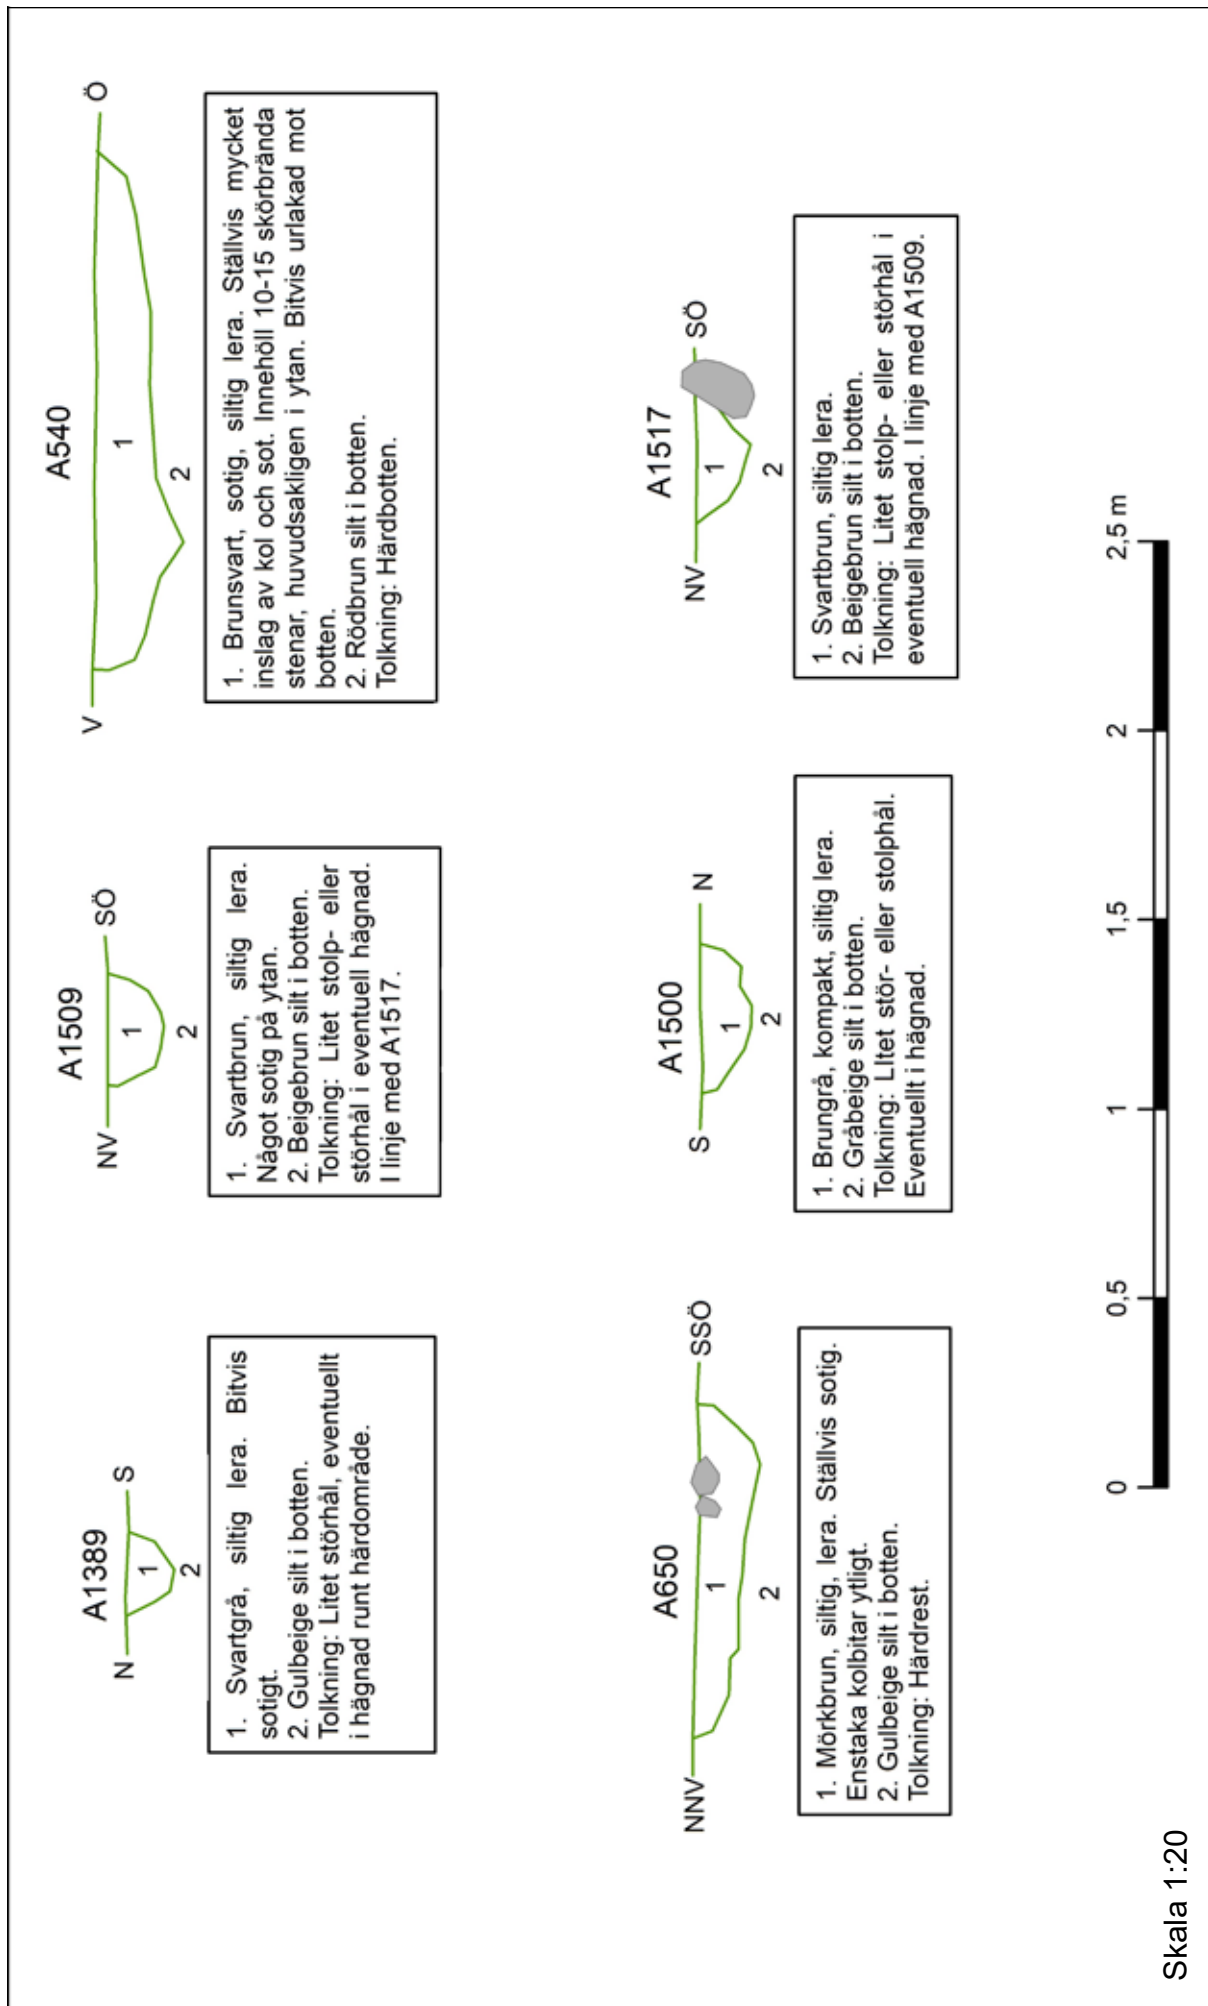 A1389
N
S
1
2
1. Svartgrå, siltig lera. Bitvis
sotigt.
2. Gulbeige silt i botten.
Tolkning: Litet störhål, eventuellt
i hägnad runt härdområde.
A1509
NV
SÖ
1
2
1. Svartbrun, siltig lera.
Något sotig på ytan.
2. Beigebrun silt i botten.
Tolkning: Litet stolp- eller
störhål i eventuell hägnad.
I linje med A1517.
A540
V
Ö
1
2
1. Brunsvart, sotig, siltig lera. Ställvis mycket
inslag av kol och sot. Innehöll 10-15 skörbrända
stenar, huvudsakligen i ytan. Bitvis urlakad mot
botten.
2. Rödbrun silt i botten.
Tolkning: Härdbotten.
A650
NNV
SSÖ
1
2
1. Mörkbrun, siltig, lera. Ställvis sotig.
Enstaka kolbitar ytligt.
2. Gulbeige silt i botten.
Tolkning: Härdrest.
A1500
S
N
1
2
1. Brungrå, kompakt, siltig lera.
2. Gråbeige silt i botten.
Tolkning: LItet stör- eller stolphål.
Eventuellt i hägnad.
A1517
NV
SÖ
1
2
1. Svartbrun, siltig lera.
2. Beigebrun silt i botten.
Tolkning: Litet stolp- eller störhål i
eventuell hägnad. I linje med A1509.
0 0,5 1 1,5 2 2,5 m
Skala 1:20